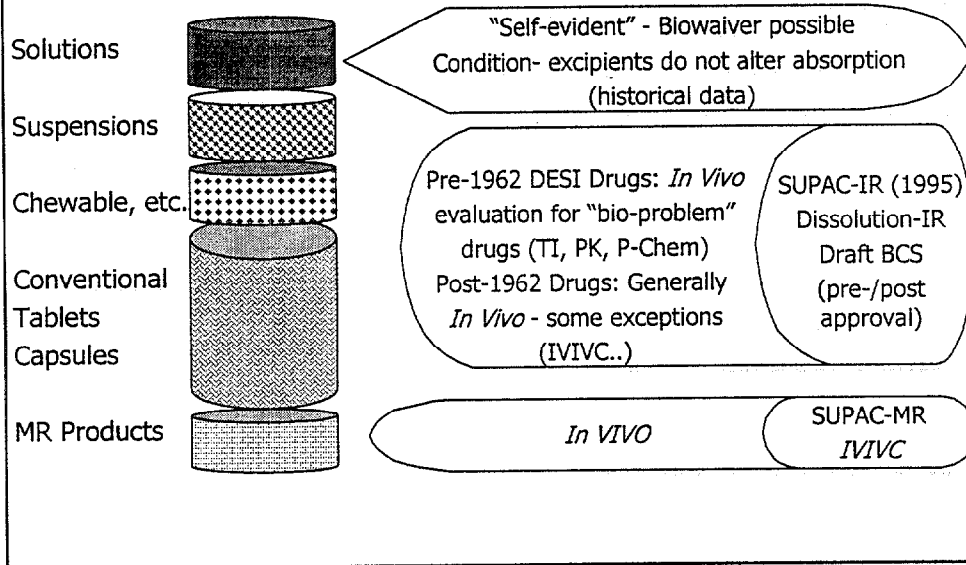 Solutions
Suspensions
Chewable, etc.
Conventional
Tablets
Capsules
MR Products
“Self-evident” - Biowaiver possible
Condition- excipients do not alter absorption
(historical data)
Pre-1962 DESI Drugs: In Vivo
evaluation for “bio-problem”
drugs (TI, PK, P-Chem)
Post-1962 Drugs: Generally
In Vivo - some exceptions
(IVIVC..)
SUPAC-IR (1995)
Dissolution-IR
Draft BCS
(pre-/post
approval)
In VIVO
SUPAC-MR
IVIVC